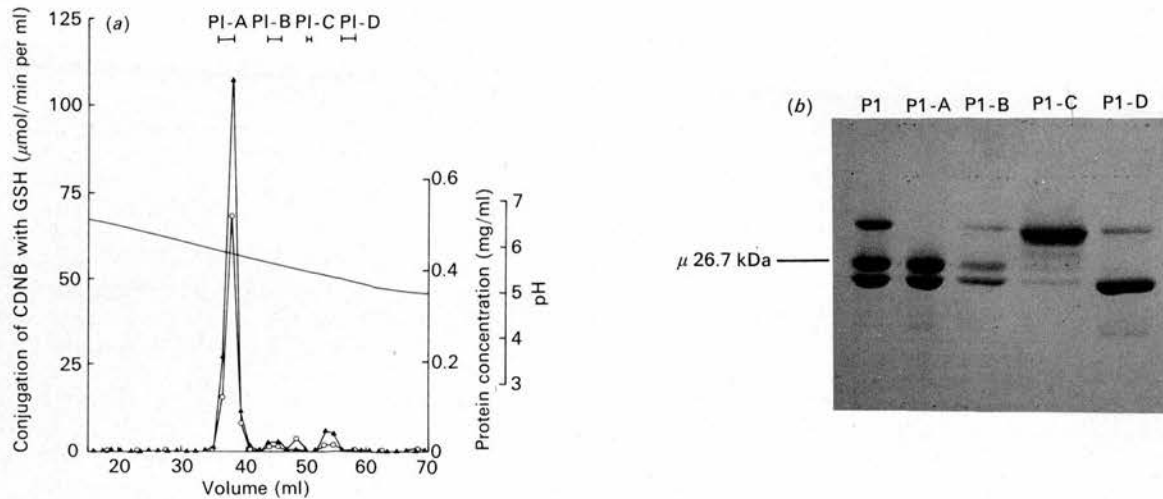 (a)
PI-A PI-B PI-C PI-D
Conjugation of CDNB with GSH (μmol/min per ml)
125
100
75
50
25
0
20 30 40 50 60 70
Volume (ml)
0.6
0.4
0.2
0
Protein concentration (mg/ml)
7
6
5
4
3
pH
(b)
P1 P1-A P1-B P1-C P1-D
μ 26.7 kDa